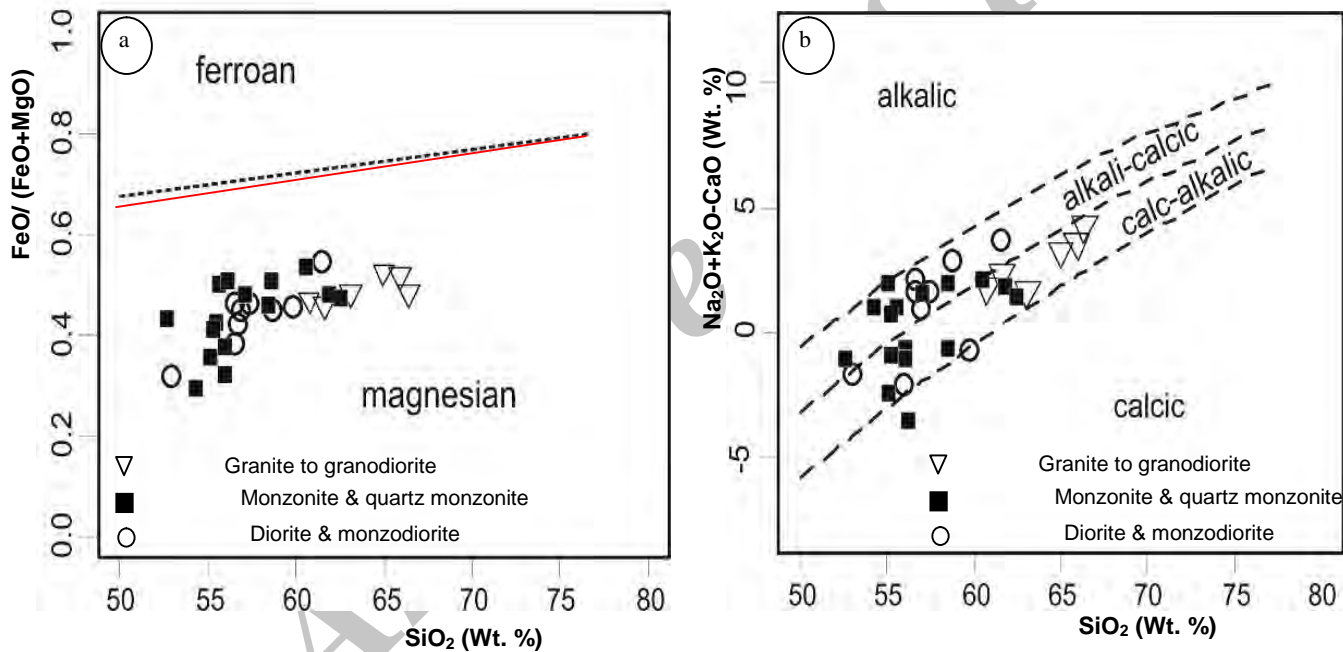 a
ferroan
magnesian
FeO/ (FeO+MgO)
1.0
0.8
0.6
0.4
0.2
0.0
Granite to granodiorite
Monzonite & quartz monzonite
Diorite & monzodiorite
50 55 60 65 70 75 80
SiO₂ (Wt. %)
b
alkalic
alkali-calcic
calc-alkalic
calcic
Na₂O+K₂O-CaO (Wt. %)
10
5
0
-5
Granite to granodiorite
Monzonite & quartz monzonite
Diorite & monzodiorite
50 55 60 65 70 75 80
SiO₂ (Wt. %)